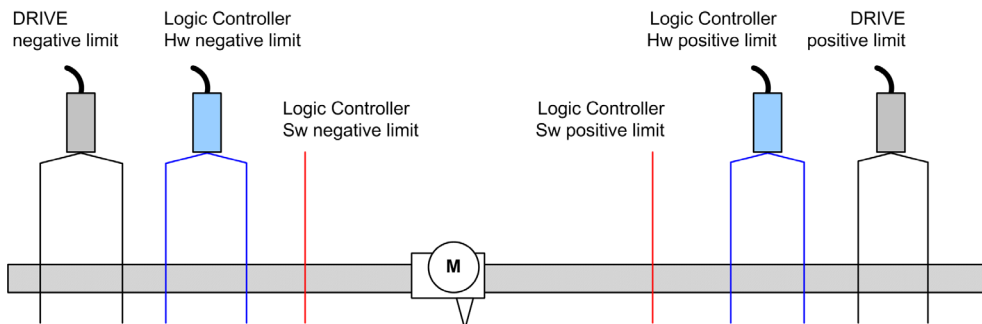 DRIVE
negative limit
Logic Controller
Hw negative limit
Logic Controller
Sw negative limit
Logic Controller
Sw positive limit
Logic Controller
Hw positive limit
DRIVE
positive limit
M